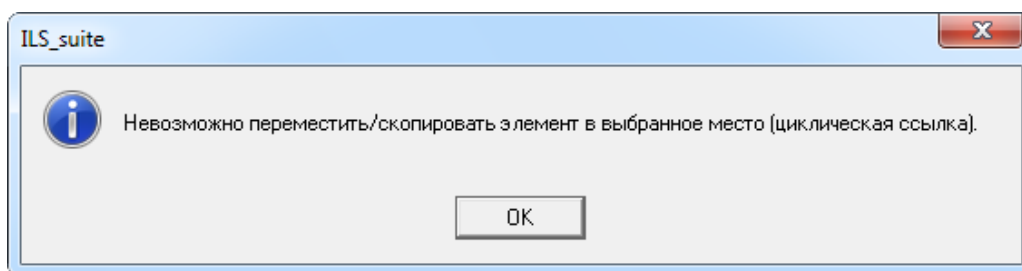 ILS_suite
Невозможно переместить/скопировать элемент в выбранное место (циклическая ссылка).
OK